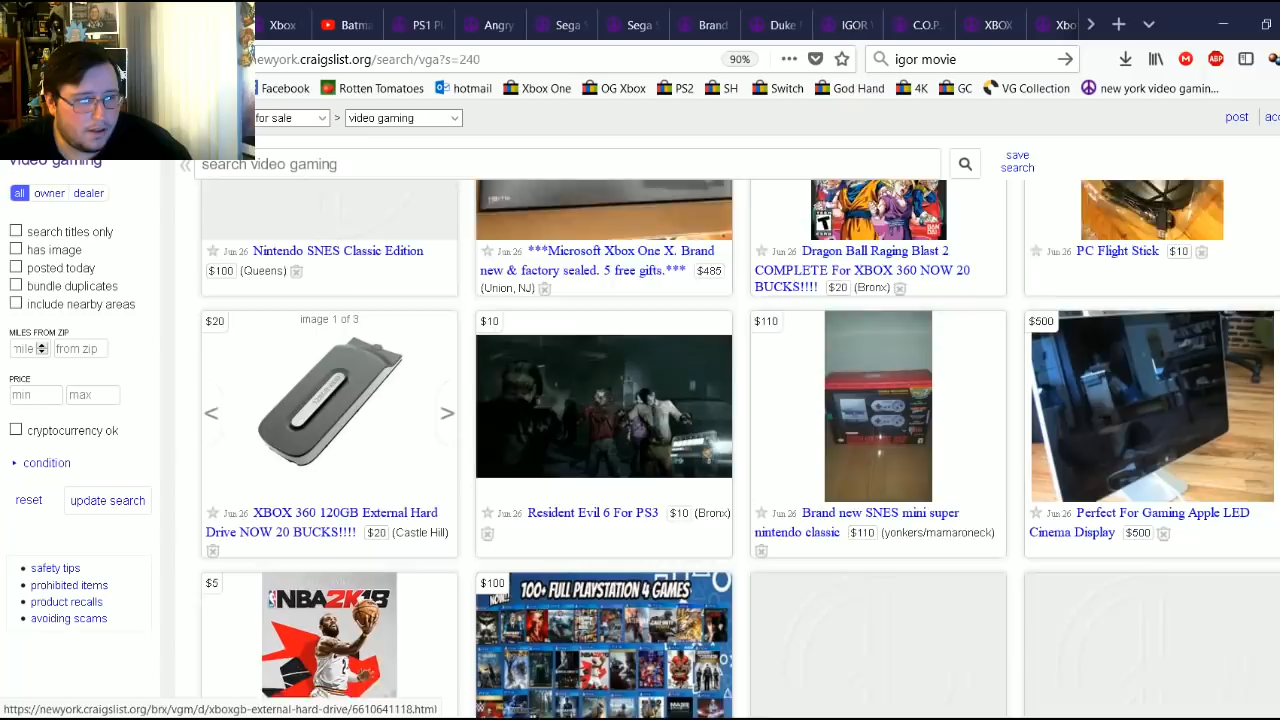 Xbox
Batma
PS1 Pl
Angry
Sega S
Sega S
Brand
Duke
IGOR
C.O.P.
XBOX
Xbo
ewyork.craigslist.org/search/vga?s=240
90%
igor movie
Facebook
Rotten Tomatoes
hotmail
Xbox One
OG Xbox
PS2
SH
Switch
God Hand
4K
GC
VG Collection
new york video gamin...
for sale > video gaming
post
acc
video gaming
search video gaming
save
search
all owner dealer
search titles only
has image
posted today
bundle duplicates
include nearby areas
MILES FROM ZIP
mile from zip
PRICE
min max
cryptocurrency ok
condition
reset update search
safety tips
prohibited items
product recalls
avoiding scams
Jun 26 Nintendo SNES Classic Edition
$100 (Queens)
Jun 26 ***Microsoft Xbox One X. Brand
new & factory sealed. 5 free gifts.*** $485
(Union, NJ)
Jun 26 Dragon Ball Raging Blast 2
COMPLETE For XBOX 360 NOW 20
BUCKS!!!! $20 (Bronx)
Jun 26 PC Flight Stick $10
$20
image 1 of 3
Jun 26 XBOX 360 120GB External Hard
Drive NOW 20 BUCKS!!!! $20 (Castle Hill)
$10
Jun 26 Resident Evil 6 For PS3 $10 (Bronx)
$110
Jun 26 Brand new SNES mini super
nintendo classic $110 (yonkers/mamaroneck)
$500
Jun 26 Perfect For Gaming Apple LED
Cinema Display $500
$5
NBA2K18
$100
100+ FULL PLAYSTATION 4 GAMES
https://newyork.craigslist.org/brx/vgm/d/xboxgb-external-hard-drive/6610641118.html